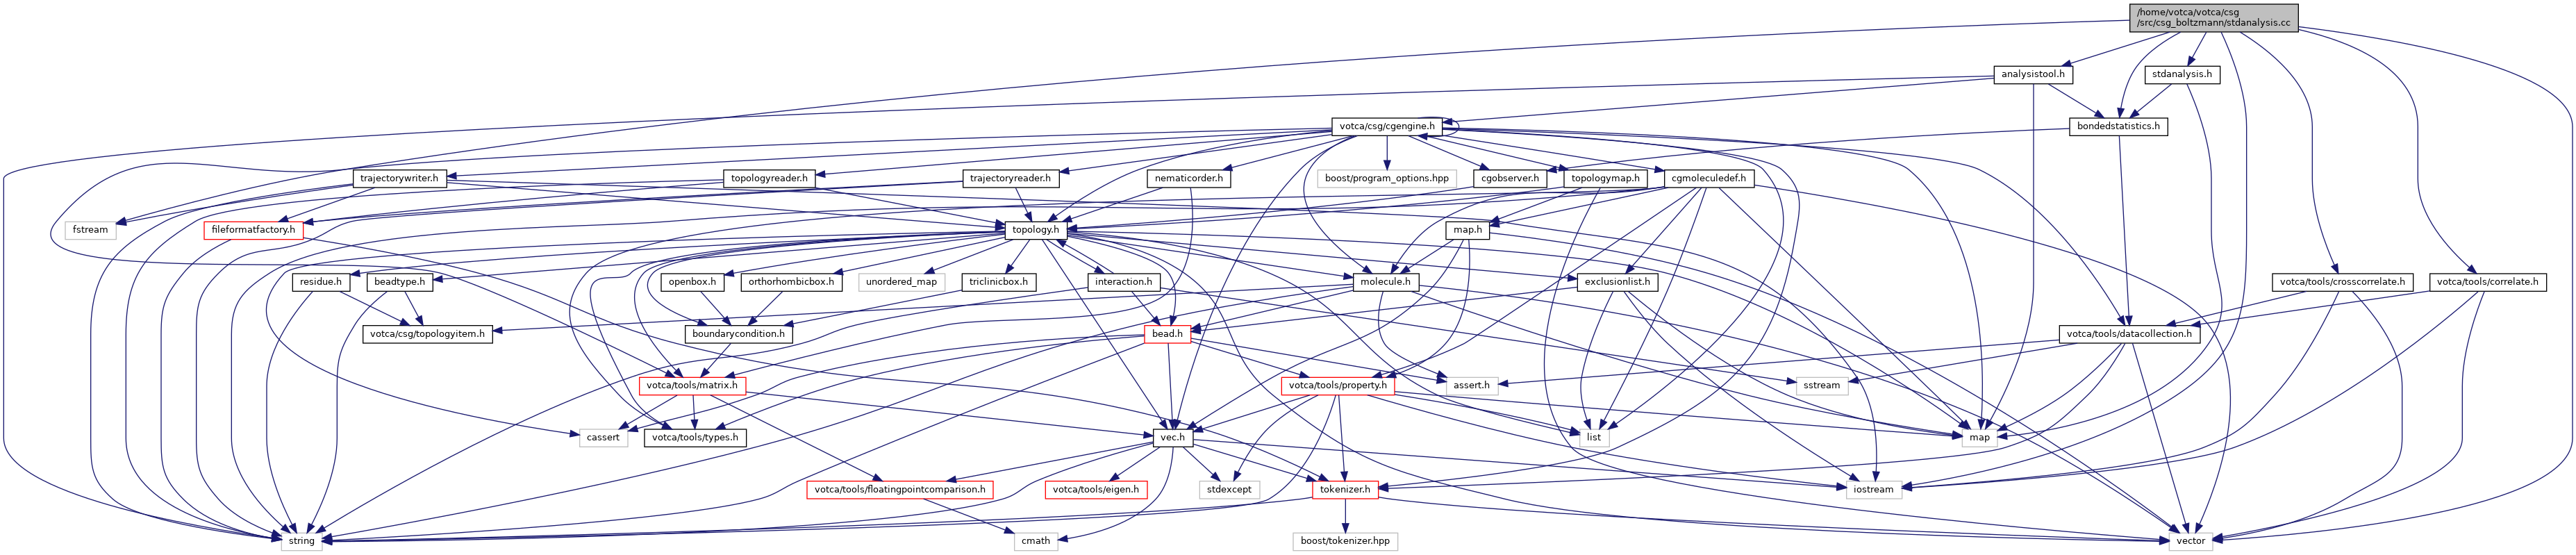 /home/votca/votca/csg
/src/csg_boltzmann/stdanalysis.cc
analysistool.h
stdanalysis.h
votca/csg/cgengine.h
bondedstatistics.h
trajectorywriter.h
topologyreader.h
trajectoryreader.h
nematicorder.h
boost/program_options.hpp
cgobserver.h
topologymap.h
cgmoleculedef.h
fstream
fileformatfactory.h
topology.h
map.h
residue.h
beadtype.h
openbox.h
orthorhombicbox.h
unordered_map
triclinicbox.h
interaction.h
molecule.h
exclusionlist.h
votca/tools/crosscorrelate.h
votca/tools/correlate.h
votca/csg/topologyitem.h
boundarycondition.h
bead.h
votca/tools/datacollection.h
votca/tools/matrix.h
votca/tools/property.h
assert.h
sstream
cassert
votca/tools/types.h
vec.h
list
map
votca/tools/floatingpointcomparison.h
votca/tools/eigen.h
stdexcept
tokenizer.h
iostream
string
cmath
boost/tokenizer.hpp
vector